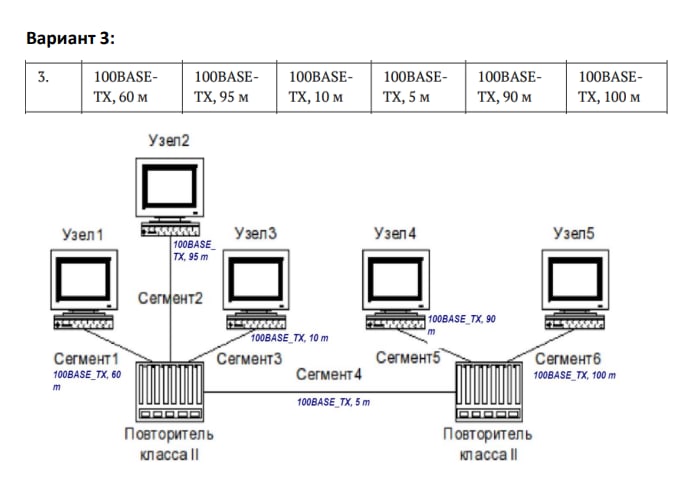 Вариант 3:
3.
100BASE-
TX, 60 м
100BASE-
TX, 95 м
100BASE-
TX, 10 м
100BASE-
TX, 5 м
100BASE-
TX, 90 м
100BASE-
TX, 100 м
Узел2
Узел1
100BASE_
TX, 95 m
Узел3
Узел4
Узел5
Сегмент2
100BASE_TX, 90
m
100BASE_TX, 10 m
Сегмент1
100BASE_TX, 60
m
Сегмент3
Сегмент4
100BASE_TX, 5 m
Сегмент5
Сегмент6
100BASE_TX, 100 m
Повторитель
класса II
Повторитель
класса II